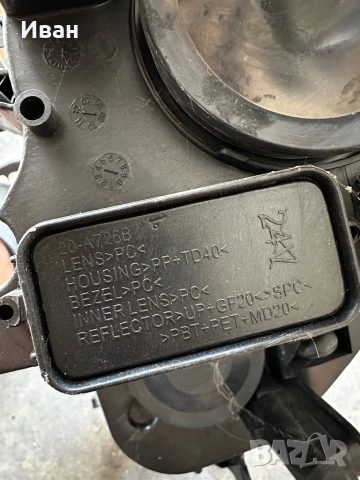 Иван
20-A726B
LENS>PC<
HOUSING>PP+TD40<
BEZEL>PC<
INNER LENS>PC<
REFLECTOR>UP+GF20<>SPC<
>PBT+PET+MD20<
BAZAR
bg